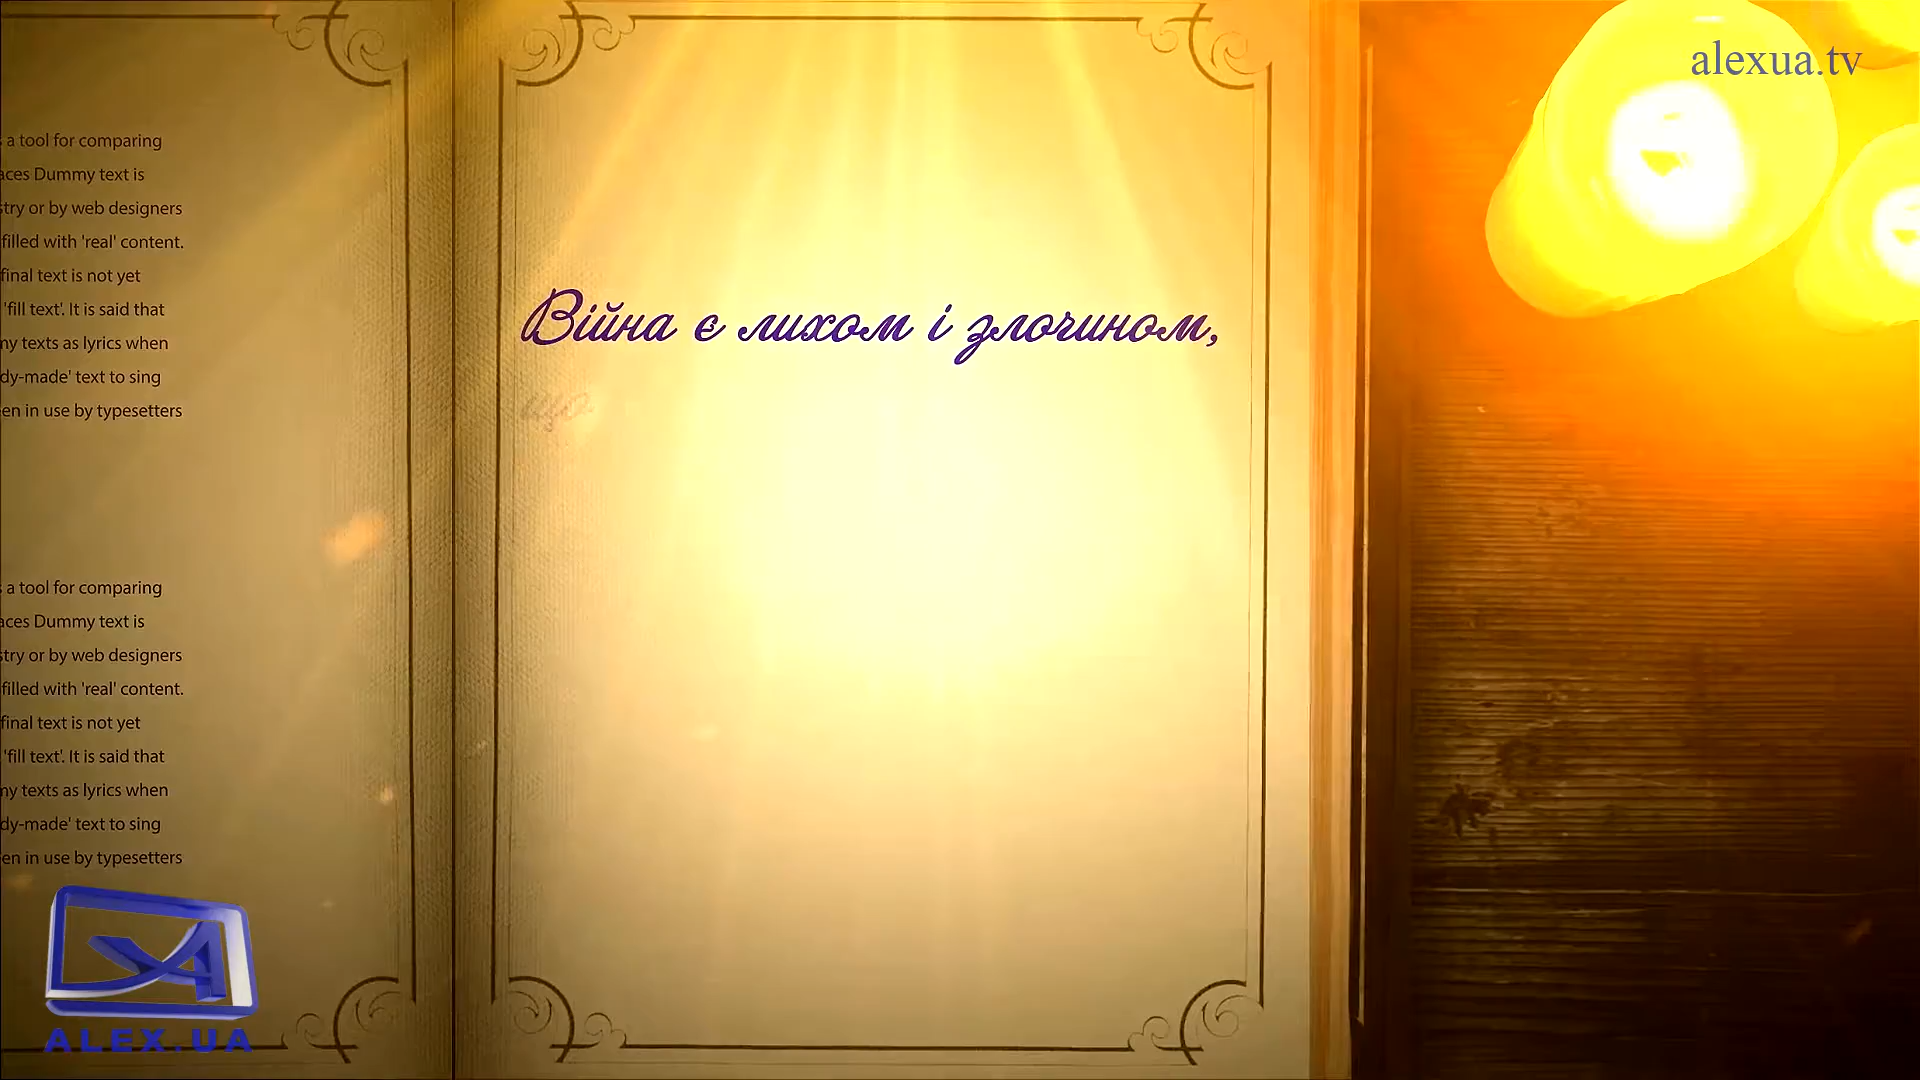 alexua.tv
a tool for comparing
aces Dummy text is
stry or by web designers
filled with 'real' content.
final text is not yet
'fill text'. It is said that
ny texts as lyrics when
dy-made' text to sing
en in use by typesetters
Війна є лихом і злочином,
що
a tool for comparing
aces Dummy text is
stry or by web designers
filled with 'real' content.
final text is not yet
'fill text'. It is said that
ny texts as lyrics when
dy-made' text to sing
en in use by typesetters
ALEX.UA